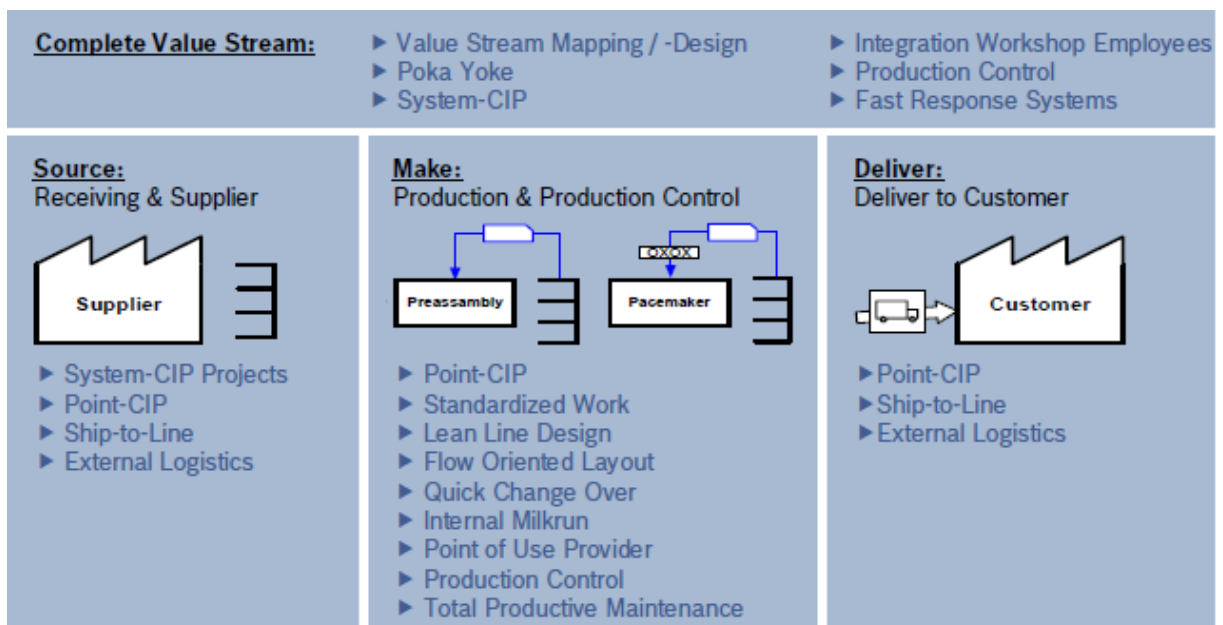 Complete Value Stream:
▶ Value Stream Mapping / -Design
▶ Poka Yoke
▶ System-CIP
▶ Integration Workshop Employees
▶ Production Control
▶ Fast Response Systems
Source:
Receiving & Supplier
Supplier
▶ System-CIP Projects
▶ Point-CIP
▶ Ship-to-Line
▶ External Logistics
Make:
Production & Production Control
OXOX
Preassambly
Pacemaker
▶ Point-CIP
▶ Standardized Work
▶ Lean Line Design
▶ Flow Oriented Layout
▶ Quick Change Over
▶ Internal Milkrun
▶ Point of Use Provider
▶ Production Control
▶ Total Productive Maintenance
Deliver:
Deliver to Customer
Customer
▶ Point-CIP
▶ Ship-to-Line
▶ External Logistics